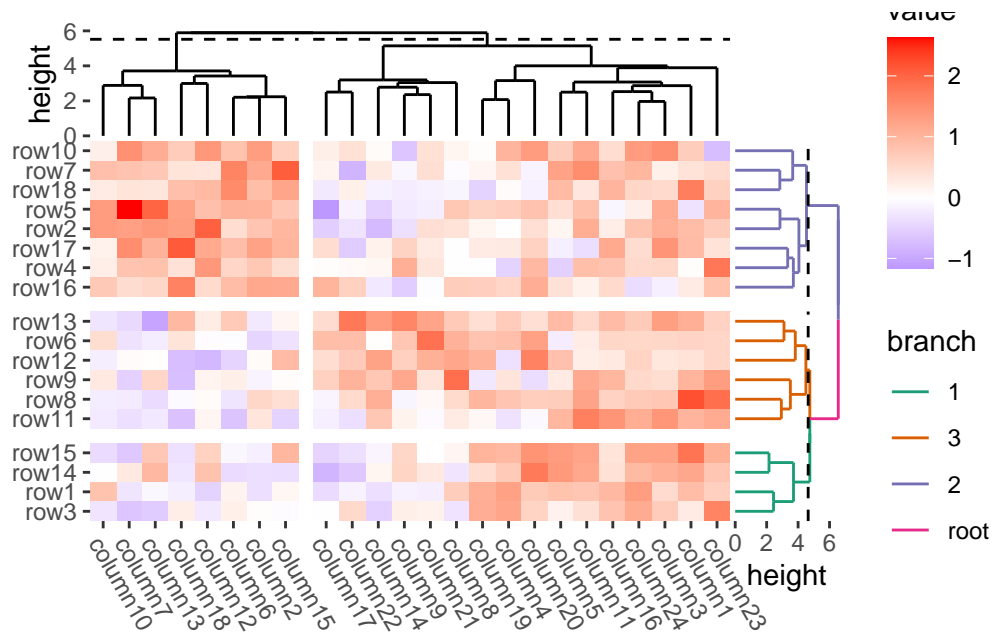 value
6
4
2
0
height
2
1
0
−1
row10
row7
row18
row5
row2
row17
row4
row16
row13
row6
row12
row9
row8
row11
row15
row14
row1
row3
branch
1
3
2
root
0 2 4 6
height
column10
column7
column13
column18
column12
column6
column2
column15
column17
column22
column14
column9
column21
column8
column19
column4
column20
column5
column11
column16
column24
column3
column1
column23